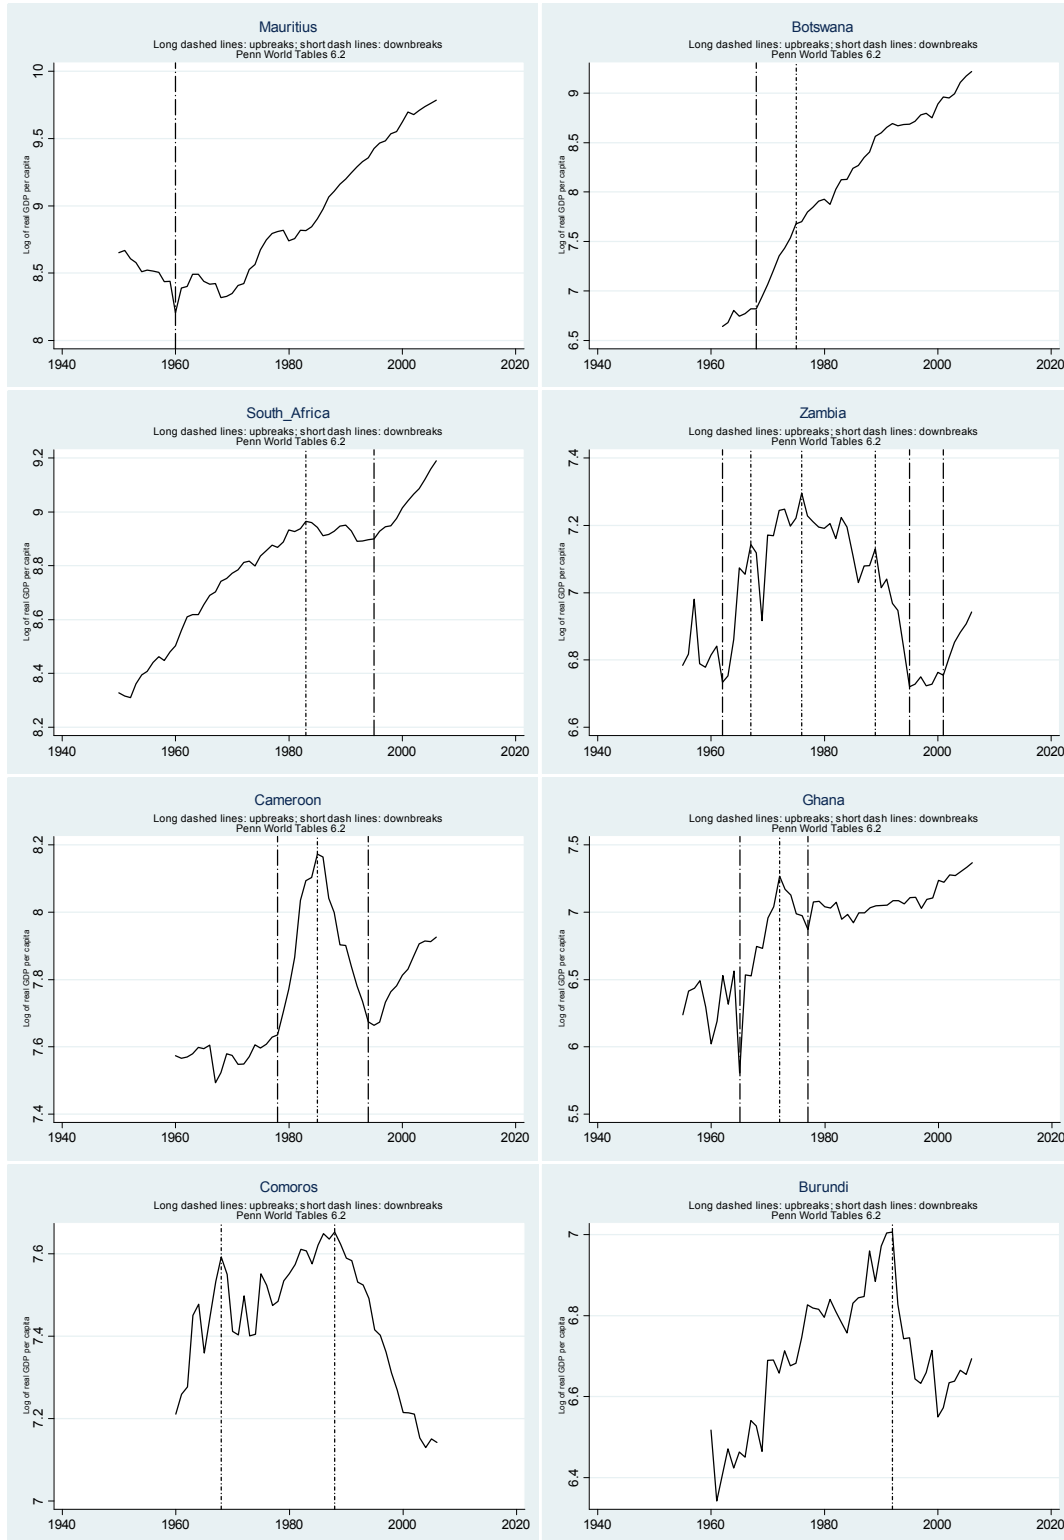 Mauritius
Long dashed lines: upbreaks; short dash lines: downbreaks
Penn World Tables 6.2
Log of real GDP per capita
10
9.5
9
8.5
8
1940 1960 1980 2000 2020
Botswana
Long dashed lines: upbreaks; short dash lines: downbreaks
Penn World Tables 6.2
Log of real GDP per capita
9
8.5
8
7.5
7
6.5
1940 1960 1980 2000 2020
South_Africa
Long dashed lines: upbreaks; short dash lines: downbreaks
Penn World Tables 6.2
Log of real GDP per capita
9.2
9
8.8
8.6
8.4
8.2
1940 1960 1980 2000 2020
Zambia
Long dashed lines: upbreaks; short dash lines: downbreaks
Penn World Tables 6.2
Log of real GDP per capita
7.4
7.2
7
6.8
6.6
1940 1960 1980 2000 2020
Cameroon
Long dashed lines: upbreaks; short dash lines: downbreaks
Penn World Tables 6.2
Log of real GDP per capita
8.2
8
7.8
7.6
7.4
1940 1960 1980 2000 2020
Ghana
Long dashed lines: upbreaks; short dash lines: downbreaks
Penn World Tables 6.2
Log of real GDP per capita
7.5
7
6.5
6
5.5
1940 1960 1980 2000 2020
Comoros
Long dashed lines: upbreaks; short dash lines: downbreaks
Penn World Tables 6.2
Log of real GDP per capita
7.6
7.4
7.2
7
1940 1960 1980 2000 2020
Burundi
Long dashed lines: upbreaks; short dash lines: downbreaks
Penn World Tables 6.2
Log of real GDP per capita
7
6.8
6.6
6.4
1940 1960 1980 2000 2020